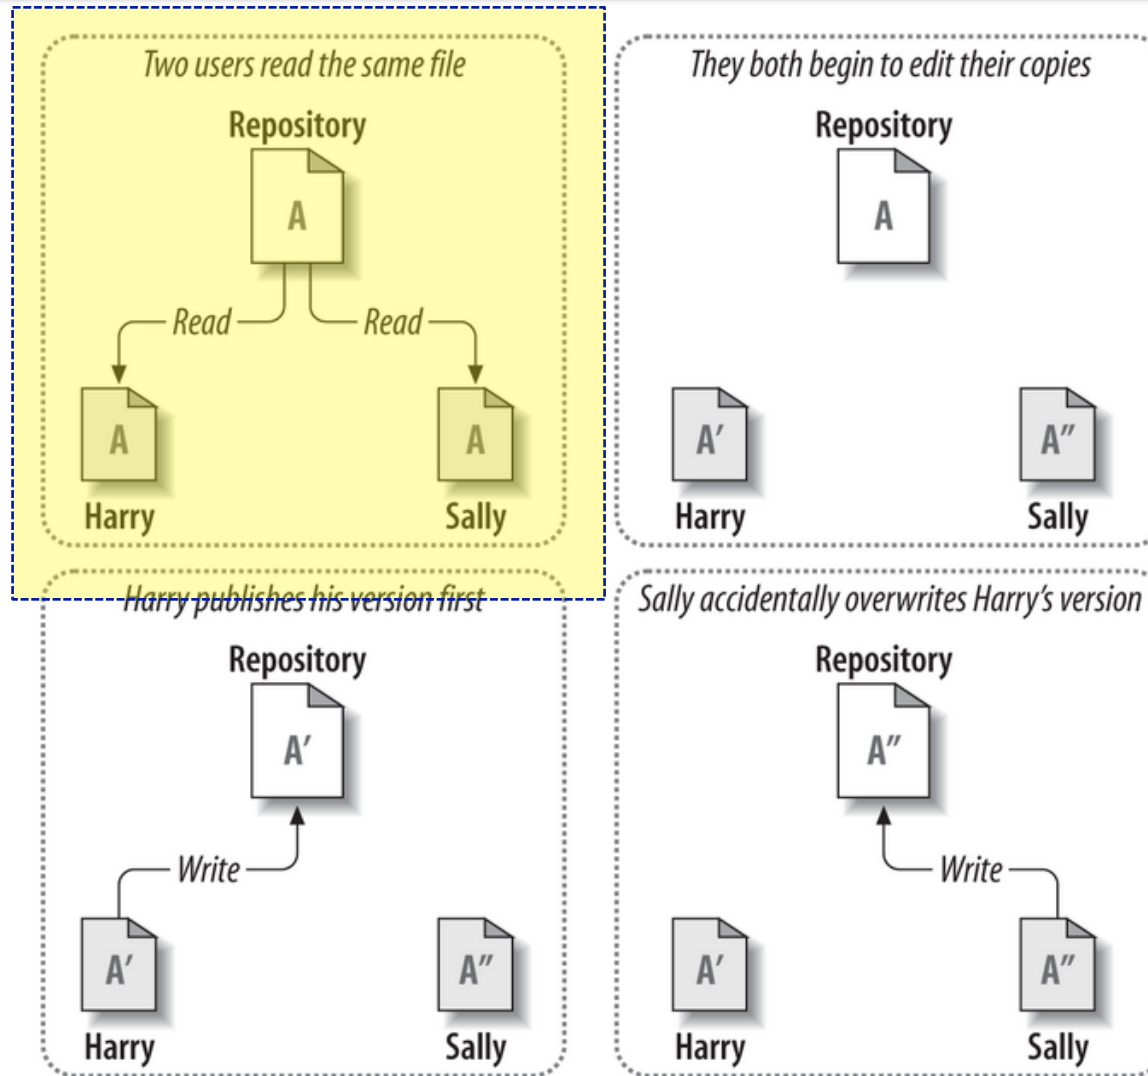 Two users read the same file
Repository
A
Read Read
A A
Harry Sally
They both begin to edit their copies
Repository
A
A′ A″
Harry Sally
Harry publishes his version first
Repository
A′
Write
A′ A″
Harry Sally
Sally accidentally overwrites Harry’s version
Repository
A″
Write
A′ A″
Harry Sally